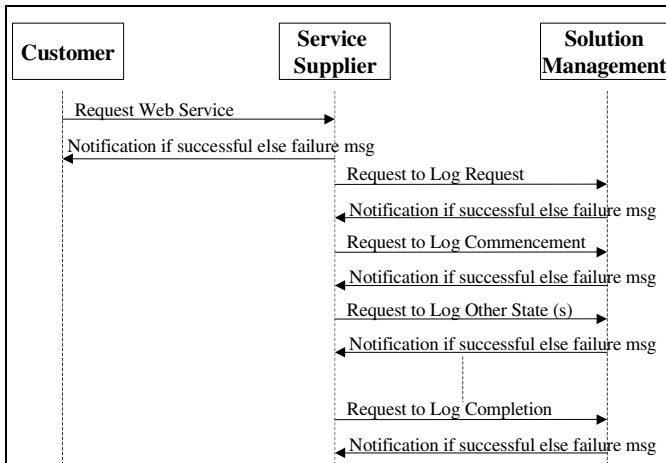 Customer
Service
Supplier
Solution
Management
Request Web Service
Notification if successful else failure msg
Request to Log Request
Notification if successful else failure msg
Request to Log Commencement
Notification if successful else failure msg
Request to Log Other State (s)
Notification if successful else failure msg
Request to Log Completion
Notification if successful else failure msg